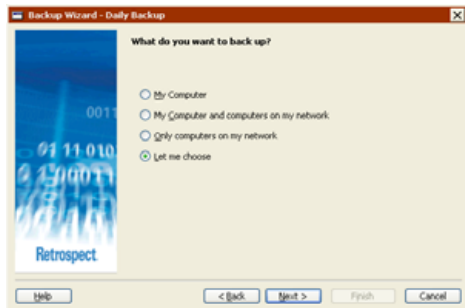 Backup Wizard - Daily Backup
What do you want to back up?
My Computer
My Computer and computers on my network
Only computers on my network
Let me choose
0011
01 11 010
Retrospect
Help
< Back
Next >
Finish
Cancel